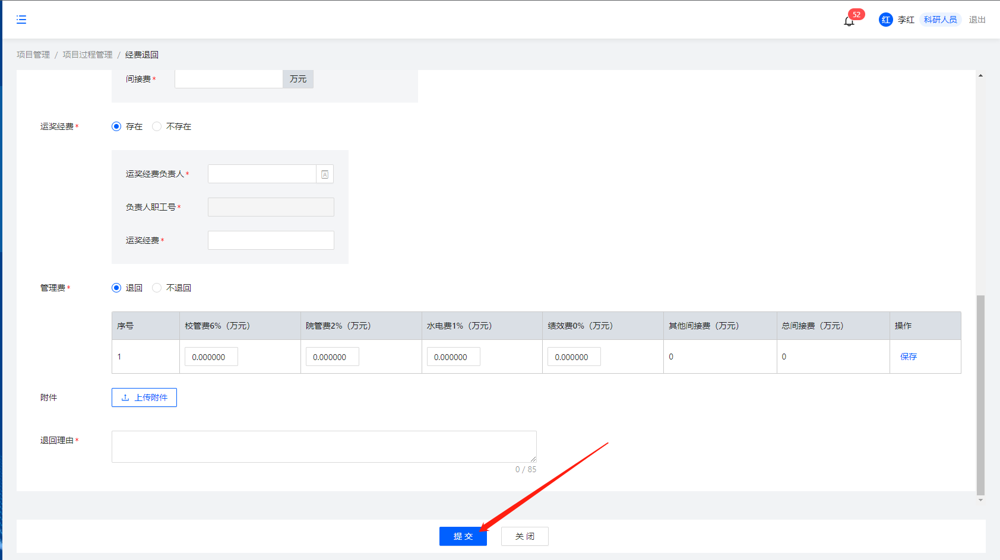 52
红 李红 科研人员 退出
项目管理 / 项目过程管理 / 经费退回
间接费* 万元
运奖经费* 存在 不存在
运奖经费负责人*
负责人职工号*
运奖经费*
管理费* 退回 不退回
序号 校管费6%（万元） 院管费2%（万元） 水电费1%（万元） 绩效费0%（万元） 其他间接费（万元） 总间接费（万元） 操作
1 0.000000 0.000000 0.000000 0.000000 0 0 保存
附件 上传附件
退回理由*
0 / 85
提 交 关 闭